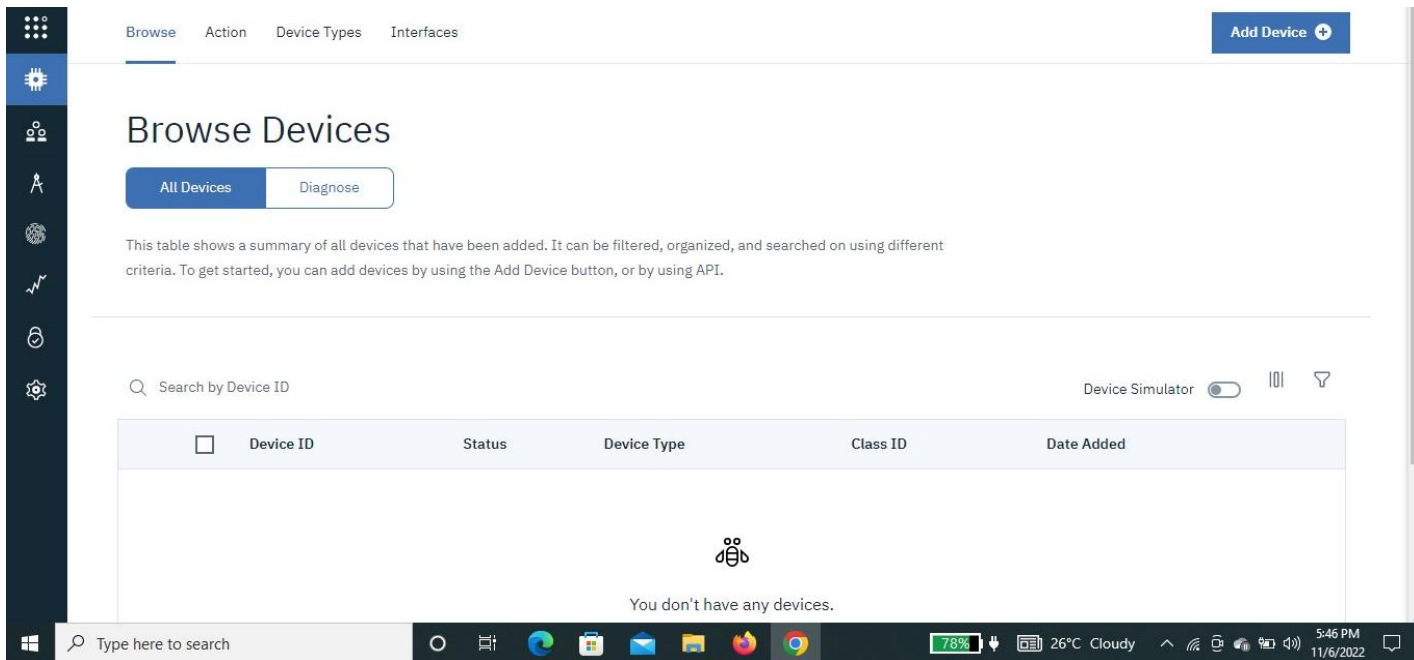 Browse Action Device Types Interfaces
Add Device
Browse Devices
All Devices Diagnose
This table shows a summary of all devices that have been added. It can be filtered, organized, and searched on using different
criteria. To get started, you can add devices by using the Add Device button, or by using API.
Search by Device ID
Device Simulator
Device ID Status Device Type Class ID Date Added
You don't have any devices.
Type here to search
78%
26°C Cloudy
5:46 PM
11/6/2022